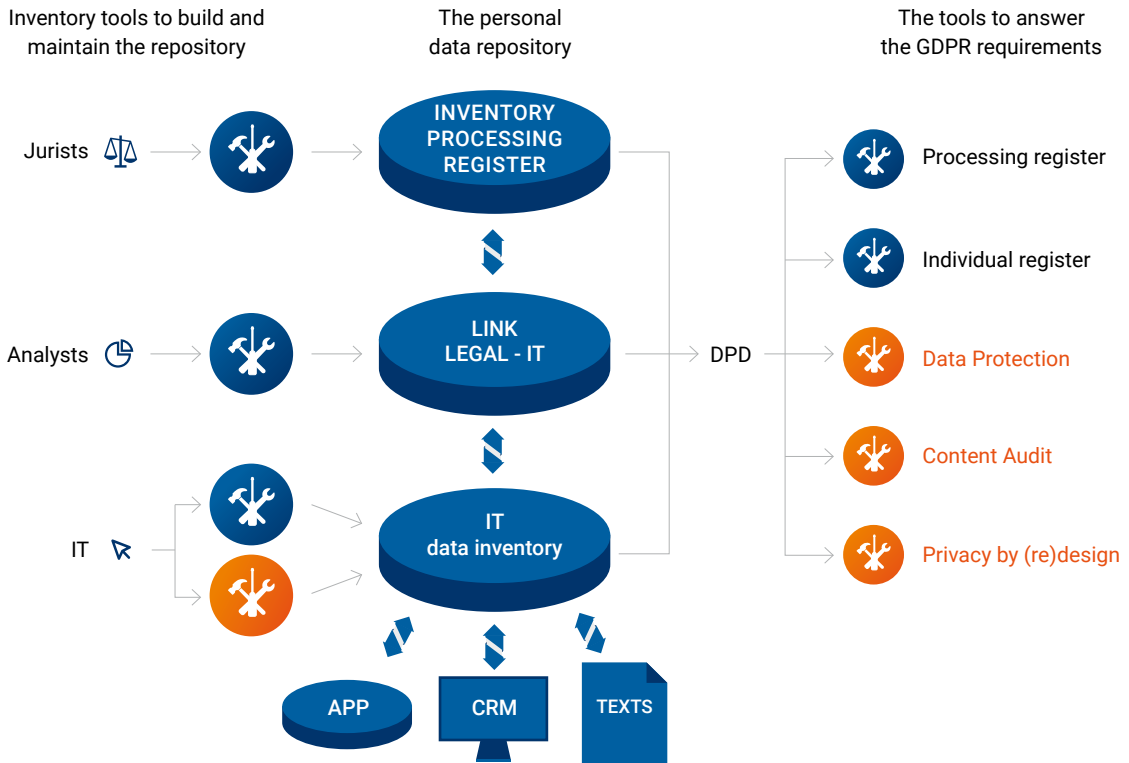 Inventory tools to build and
maintain the repository
The personal
data repository
The tools to answer
the GDPR requirements
Jurists
INVENTORY
PROCESSING
REGISTER
Processing register
Individual register
Analysts
LINK
LEGAL - IT
DPD
Data Protection
Content Audit
IT
IT
data inventory
Privacy by (re)design
APP
CRM
TEXTS